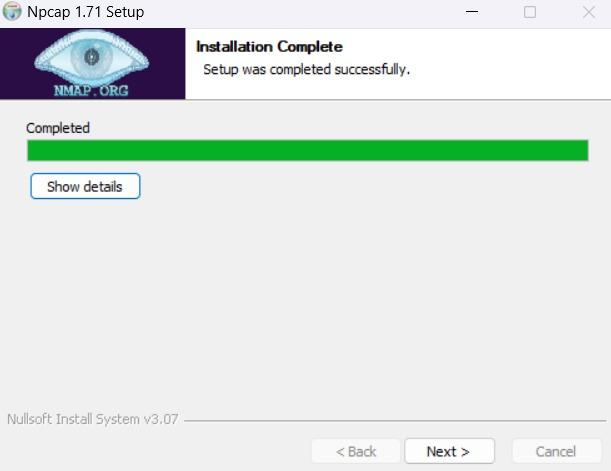 Npcap 1.71 Setup
NMAP.ORG
Installation Complete
Setup was completed successfully.
Completed
Show details
Nullsoft Install System v3.07
< Back
Next >
Cancel